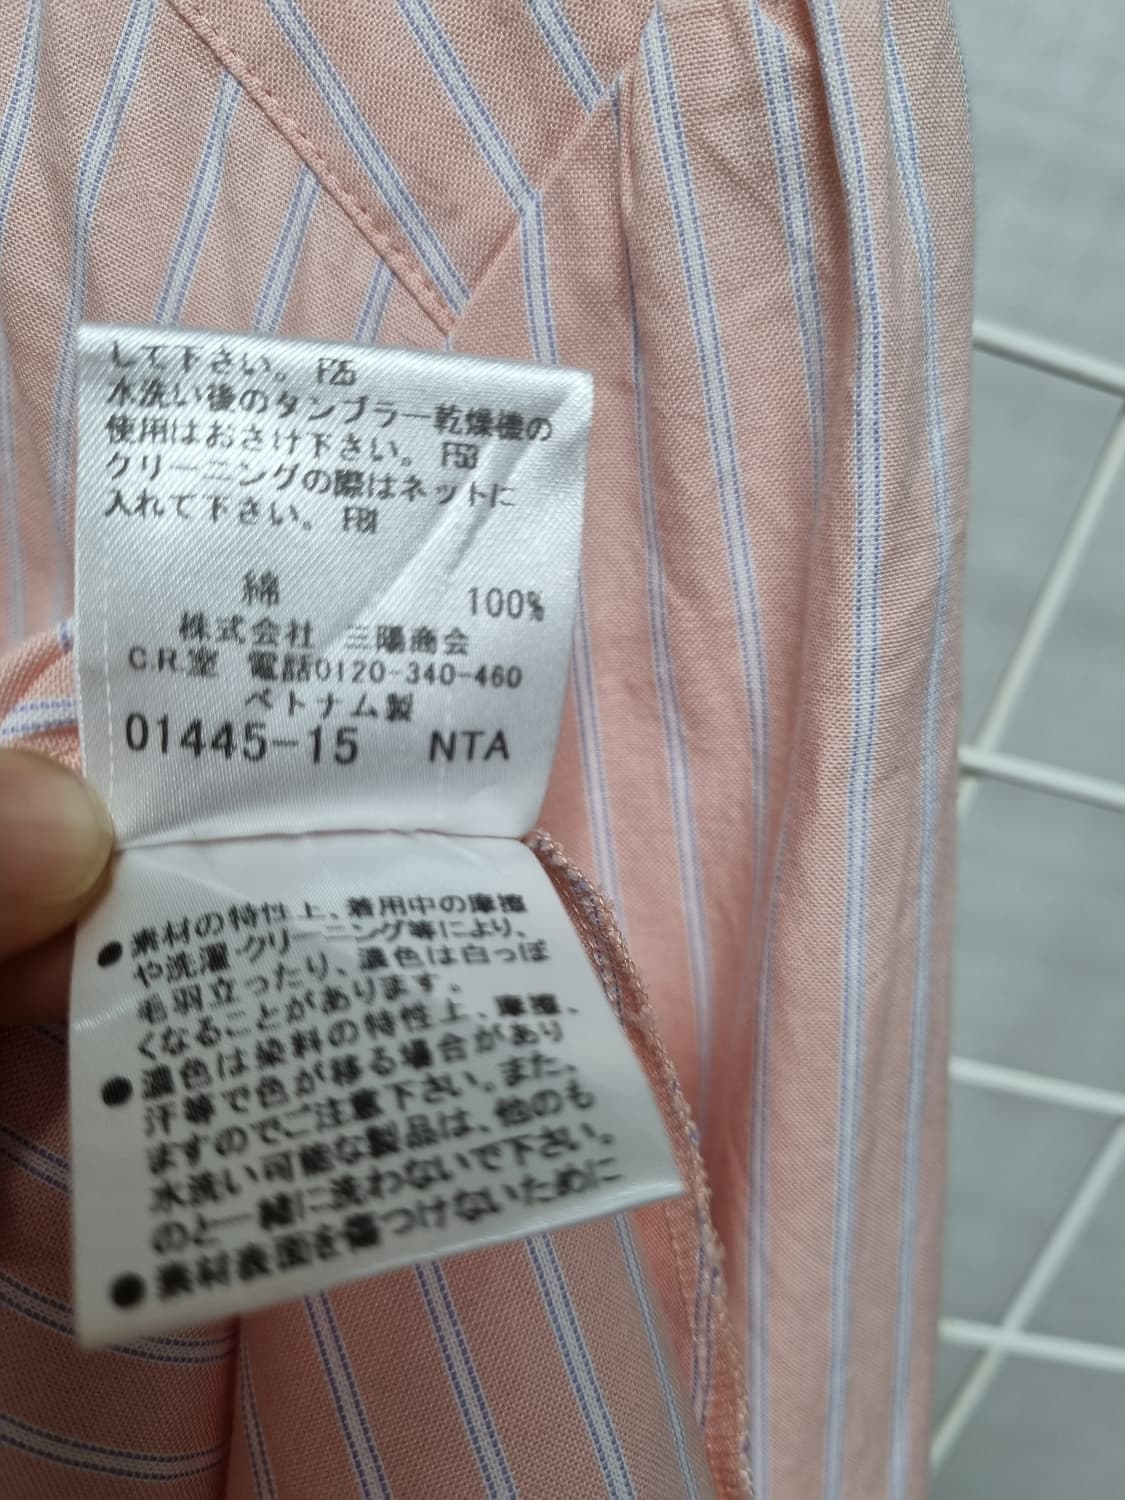 して下さい。 F25
水洗い後のタンブラー乾燥機の
使用はおさけ下さい。 F53
クリーニングの際はネットに
入れて下さい。 F81
綿 100%
株式会社 三陽商会
C.R.室 電話0120-340-460
ベトナム製
01445-15 NTA
●素材の特性上、着用中の摩擦
や洗濯・クリーニング等により、
毛羽立ったり、濃色は白っぽ
くなることがあります。
●濃色は染料の特性上、摩擦、
汗等で色が移る場合があり
ますのでご注意下さい。また、
水洗い可能な製品は、他のも
のと一緒に洗わないで下さい。
●素材表面を傷つけないために